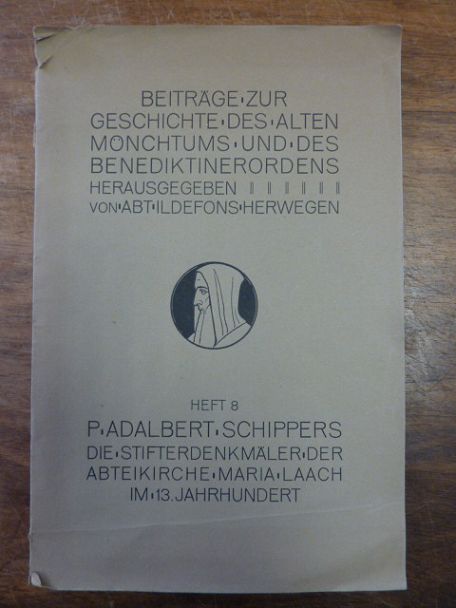 BEITRÄGE·ZUR
GESCHICHTE·DES·ALTEN
MÖNCHTUMS·UND·DES
BENEDIKTINERORDENS
HERAUSGEGEBEN
VON·ABT·ILDEFONS·HERWEGEN
HEFT 8
P·ADALBERT·SCHIPPERS
DIE·STIFTERDENKMÄLER·DER
ABTEIKIRCHE·MARIA·LAACH
IM·13. JAHRHUNDERT